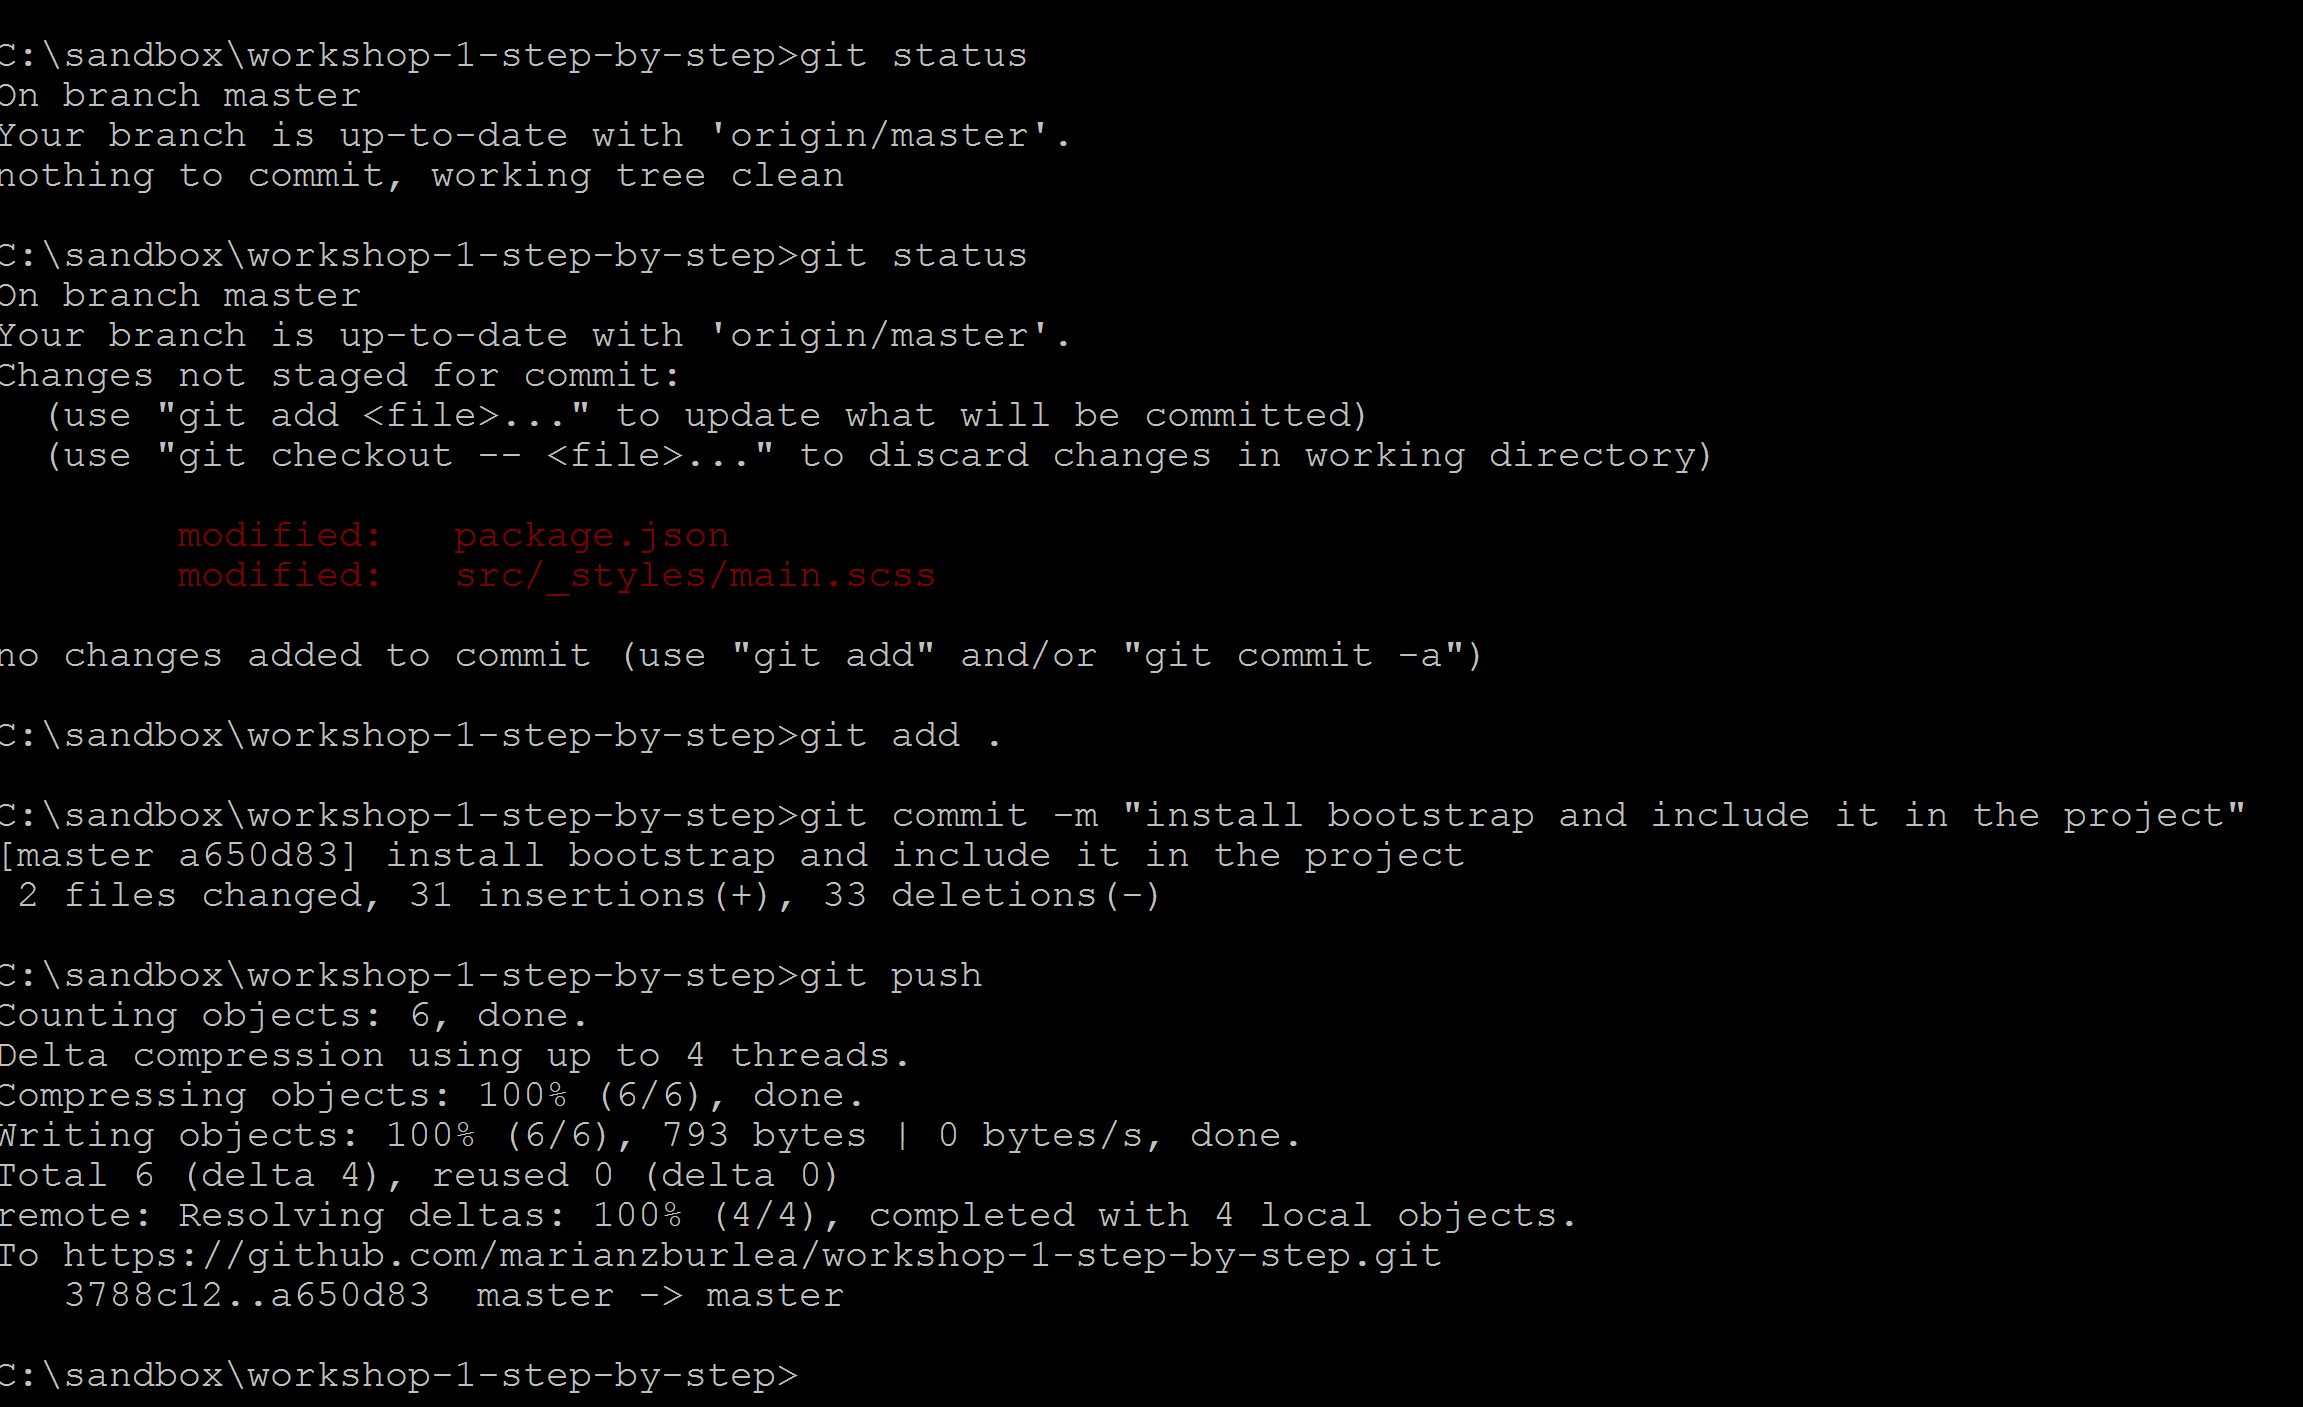 C:\sandbox\workshop-1-step-by-step>git status
On branch master
Your branch is up-to-date with 'origin/master'.
nothing to commit, working tree clean
C:\sandbox\workshop-1-step-by-step>git status
On branch master
Your branch is up-to-date with 'origin/master'.
Changes not staged for commit:
  (use "git add <file>..." to update what will be committed)
  (use "git checkout -- <file>..." to discard changes in working directory)
        modified:   package.json
        modified:   src/_styles/main.scss
no changes added to commit (use "git add" and/or "git commit -a")
C:\sandbox\workshop-1-step-by-step>git add .
C:\sandbox\workshop-1-step-by-step>git commit -m "install bootstrap and include it in the project"
[master a650d83] install bootstrap and include it in the project
 2 files changed, 31 insertions(+), 33 deletions(-)
C:\sandbox\workshop-1-step-by-step>git push
Counting objects: 6, done.
Delta compression using up to 4 threads.
Compressing objects: 100% (6/6), done.
Writing objects: 100% (6/6), 793 bytes | 0 bytes/s, done.
Total 6 (delta 4), reused 0 (delta 0)
remote: Resolving deltas: 100% (4/4), completed with 4 local objects.
To https://github.com/marianzburlea/workshop-1-step-by-step.git
   3788c12..a650d83  master -> master
C:\sandbox\workshop-1-step-by-step>